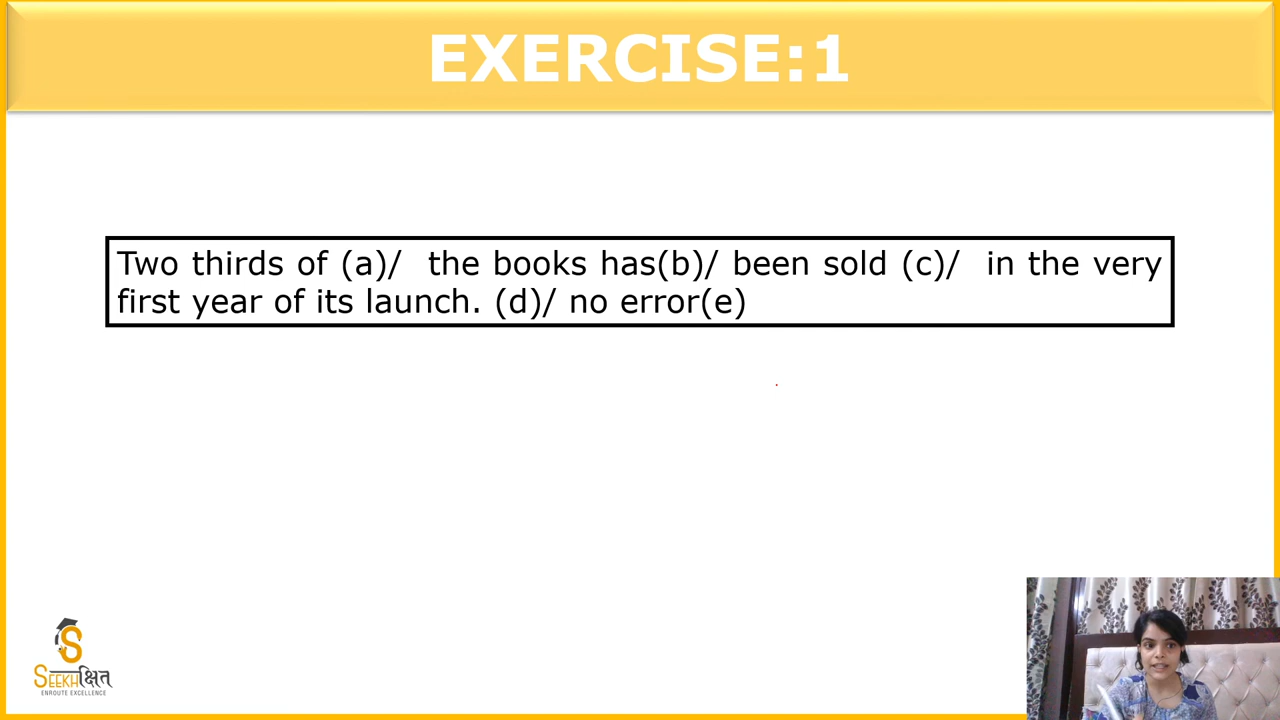 EXERCISE:1
Two thirds of (a)/ the books has(b)/ been sold (c)/ in the very
first year of its launch. (d)/ no error(e)
S
SEEKHक्षित
ENROUTE EXCELLENCE